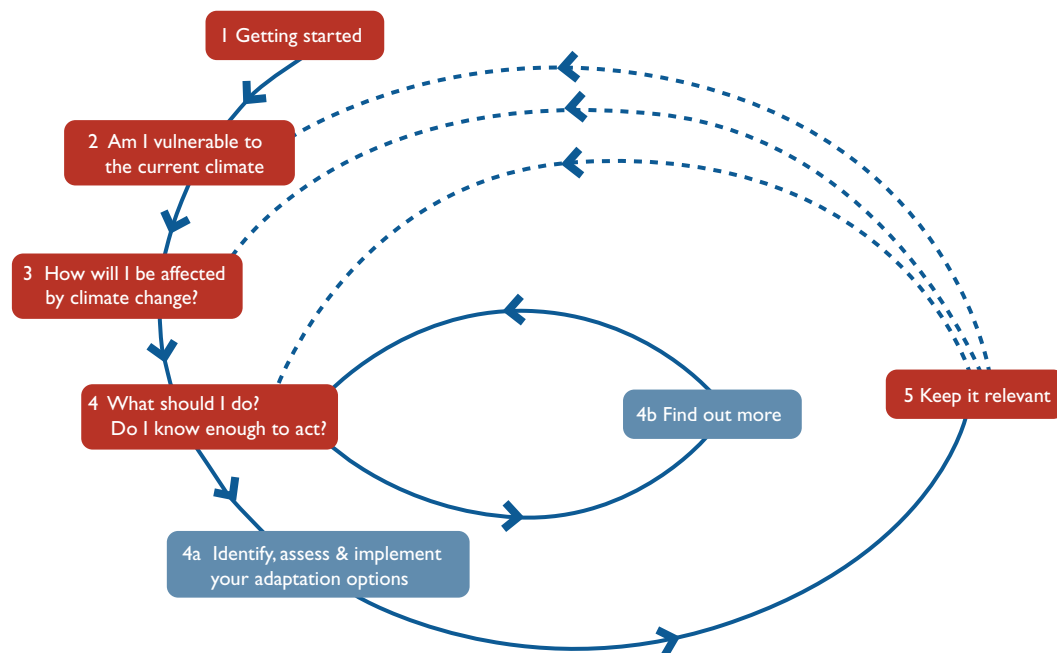 1 Getting started
2 Am I vulnerable to
the current climate
3 How will I be affected
by climate change?
4 What should I do?
Do I know enough to act?
4b Find out more
5 Keep it relevant
4a Identify, assess & implement
your adaptation options